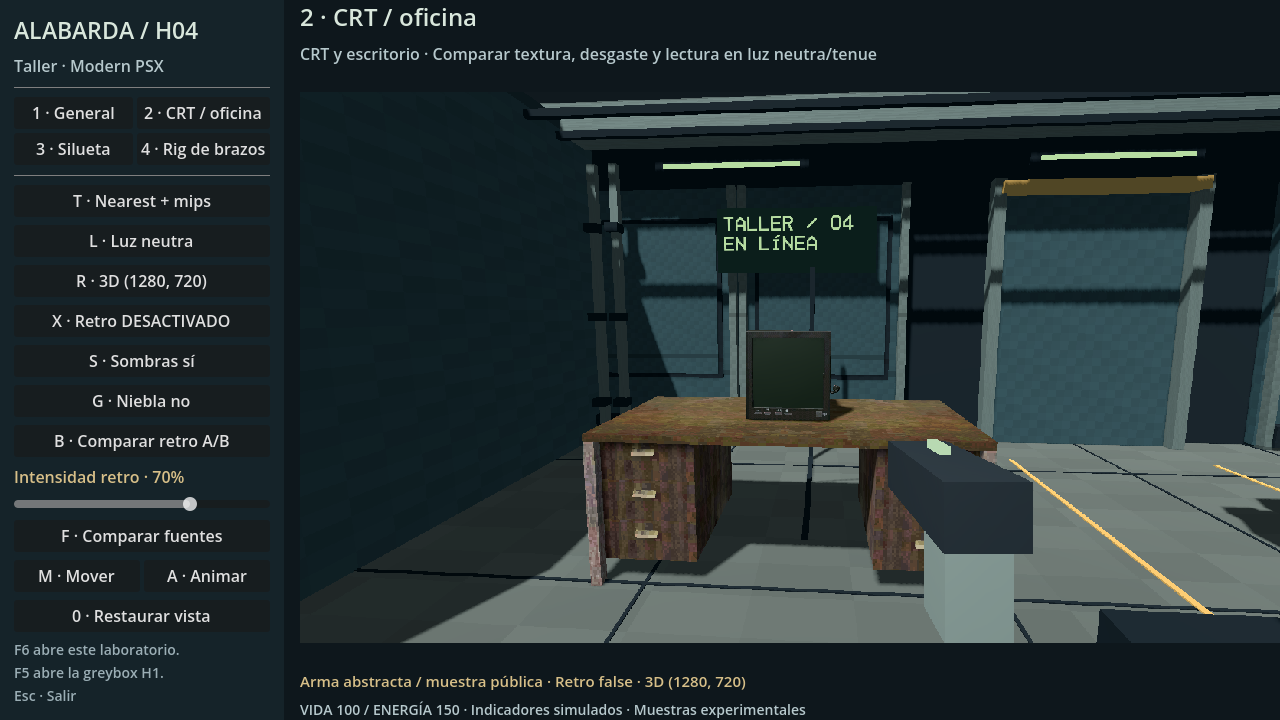 ALABARDA / H04
Taller · Modern PSX
1 · General
2 · CRT / oficina
3 · Silueta
4 · Rig de brazos
T · Nearest + mips
L · Luz neutra
R · 3D (1280, 720)
X · Retro DESACTIVADO
S · Sombras sí
G · Niebla no
B · Comparar retro A/B
Intensidad retro · 70%
F · Comparar fuentes
M · Mover
A · Animar
0 · Restaurar vista
F6 abre este laboratorio.
F5 abre la greybox H1.
Esc · Salir
2 · CRT / oficina
CRT y escritorio · Comparar textura, desgaste y lectura en luz neutra/tenue
TALLER / 04
EN LíNEA
Arma abstracta / muestra pública · Retro false · 3D (1280, 720)
VIDA 100 / ENERGÍA 150 · Indicadores simulados · Muestras experimentales